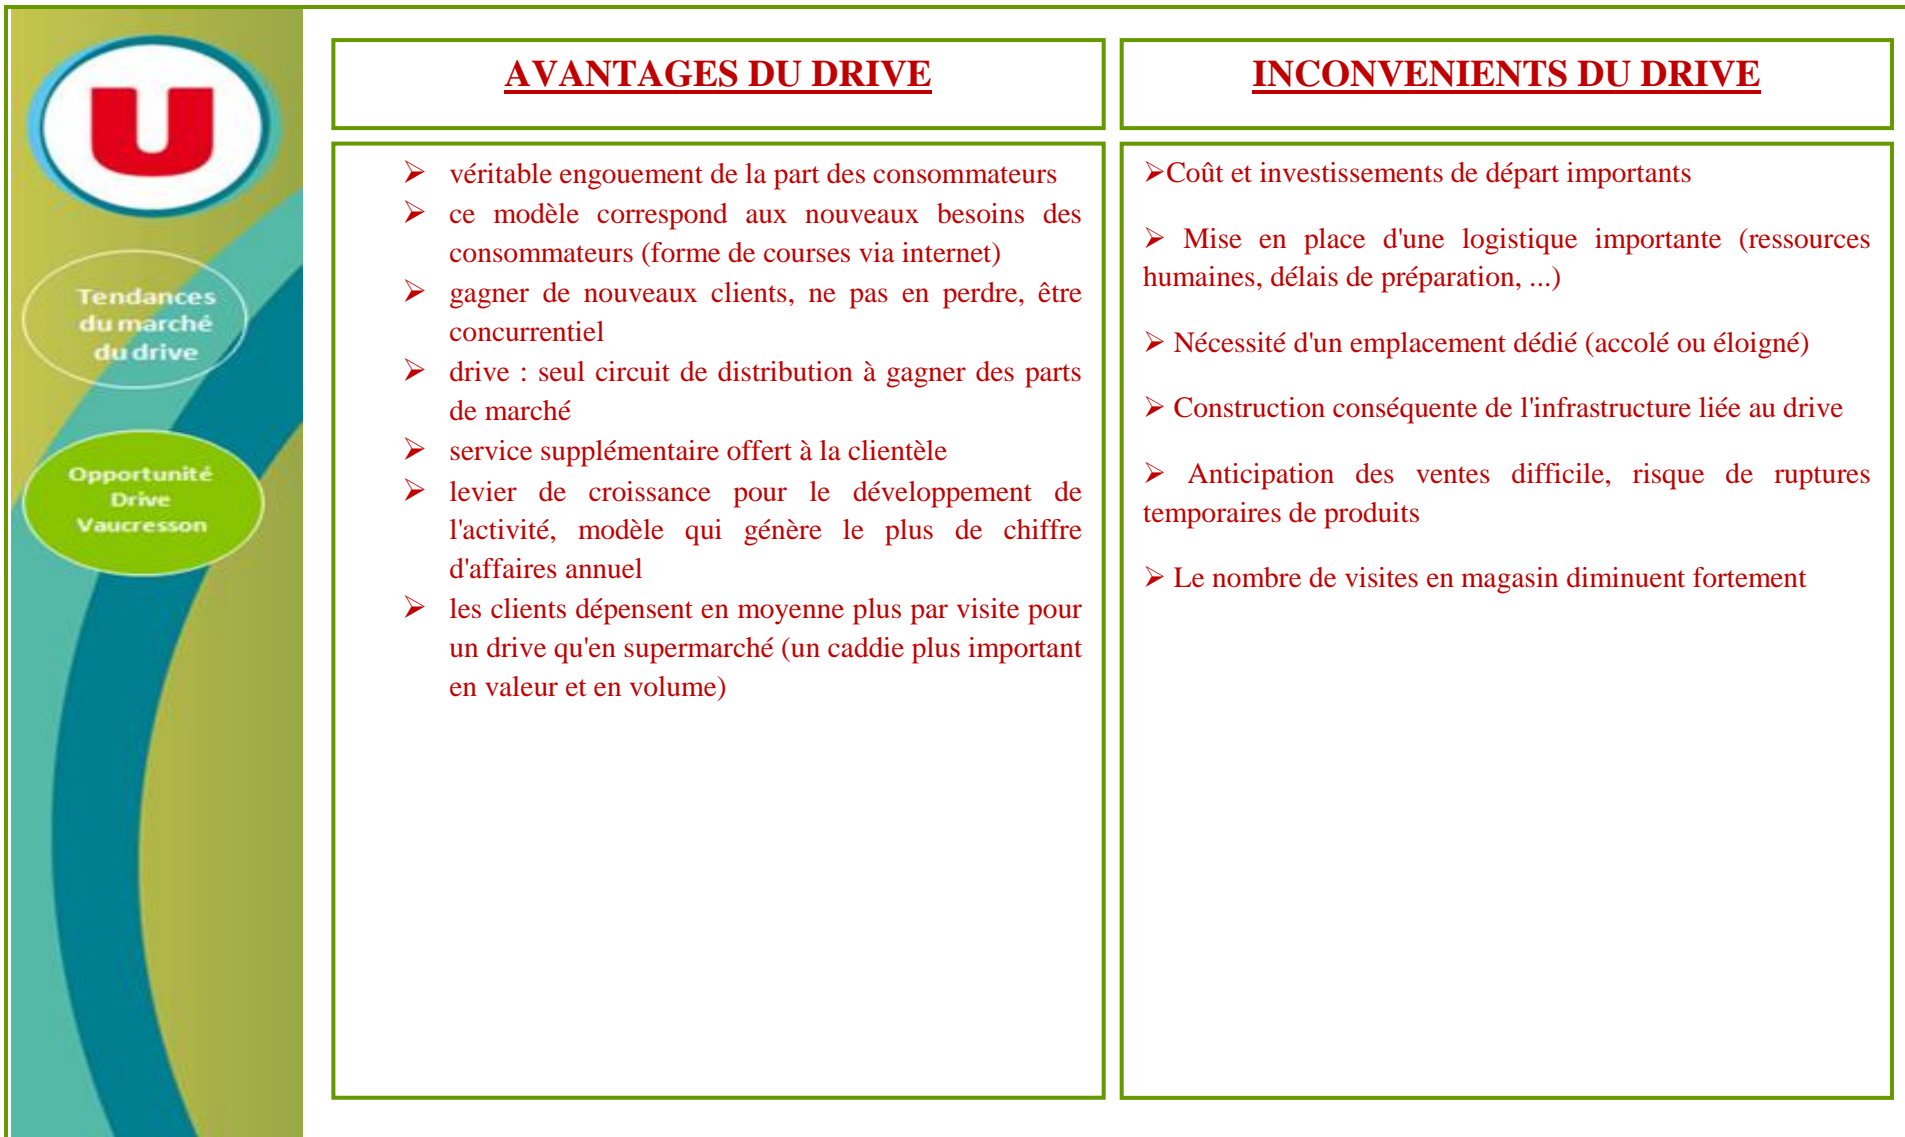 U
Tendances
du marché
du drive
Opportunité
Drive
Vaucresson
AVANTAGES DU DRIVE
➢ véritable engouement de la part des consommateurs
➢ ce modèle correspond aux nouveaux besoins des
consommateurs (forme de courses via internet)
➢ gagner de nouveaux clients, ne pas en perdre, être
concurrentiel
➢ drive : seul circuit de distribution à gagner des parts
de marché
➢ service supplémentaire offert à la clientèle
➢ levier de croissance pour le développement de
l'activité, modèle qui génère le plus de chiffre
d'affaires annuel
➢ les clients dépensent en moyenne plus par visite pour
un drive qu'en supermarché (un caddie plus important
en valeur et en volume)
INCONVENIENTS DU DRIVE
➢Coût et investissements de départ importants
➢ Mise en place d'une logistique importante (ressources
humaines, délais de préparation, ...)
➢ Nécessité d'un emplacement dédié (accolé ou éloigné)
➢ Construction conséquente de l'infrastructure liée au drive
➢ Anticipation des ventes difficile, risque de ruptures
temporaires de produits
➢ Le nombre de visites en magasin diminuent fortement